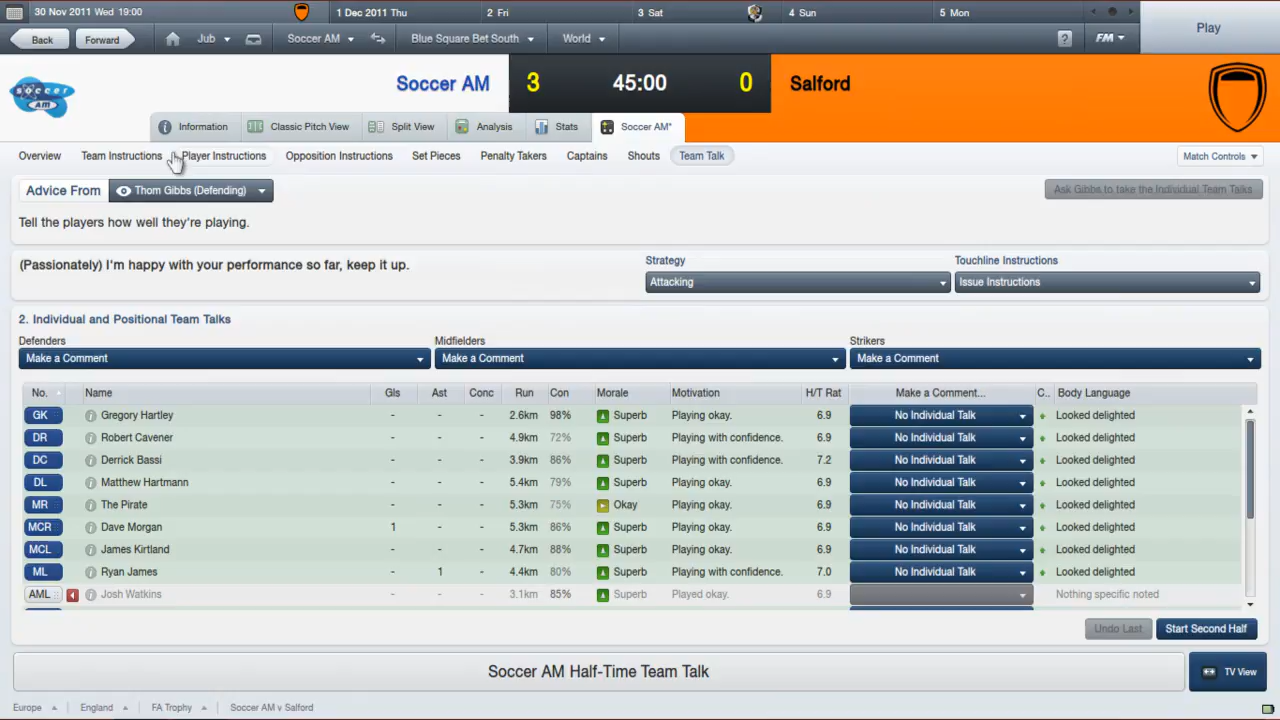 30 Nov 2011 Wed 19:00 1 Dec 2011 Thu 2 Fri 3 Sat 4 Sun 5 Mon
Back Forward Job Soccer AM Blue Square Bet South World ? FM Play
soccer AM Soccer AM 3 45:00 0 Salford
Information Classic Pitch View Split View Analysis Stats Soccer AM*
Overview Team Instructions Player Instructions Opposition Instructions Set Pieces Penalty Takers Captains Shouts Team Talk Match Controls
Advice From Thom Gibbs (Defending) Ask Gibbs to take the Individual Team Talks
Tell the players how well they're playing.
(Passionately) I'm happy with your performance so far, keep it up.
Strategy Touchline Instructions
Attacking Issue Instructions
2. Individual and Positional Team Talks
Defenders Midfielders Strikers
Make a Comment Make a Comment Make a Comment
No. Name Gls Ast Conc Run Con Morale Motivation H/T Rat Make a Comment... C.. Body Language
GK Gregory Hartley - - - 2.6km 98% Superb Playing okay. 6.9 No Individual Talk Looked delighted
DR Robert Cavener - - - 4.9km 72% Superb Playing with confidence. 6.9 No Individual Talk Looked delighted
DC Derrick Bassi - - - 3.9km 86% Superb Playing with confidence. 7.2 No Individual Talk Looked delighted
DL Matthew Hartmann - - - 5.4km 79% Superb Playing with confidence. 6.9 No Individual Talk Looked delighted
MR The Pirate - - - 5.3km 75% Okay Playing okay. 6.9 No Individual Talk Looked delighted
MCR Dave Morgan 1 - - 5.3km 86% Superb Playing okay. 6.9 No Individual Talk Looked delighted
MCL James Kirtland - - - 4.7km 88% Superb Playing okay. 6.9 No Individual Talk Looked delighted
ML Ryan James - 1 - 4.4km 80% Superb Playing with confidence. 7.0 No Individual Talk Looked delighted
AML Josh Watkins - - - 3.1km 85% Superb Played okay. 6.9 Nothing specific noted
Undo Last Start Second Half
Soccer AM Half-Time Team Talk TV View
Europe England FA Trophy Soccer AM v Salford